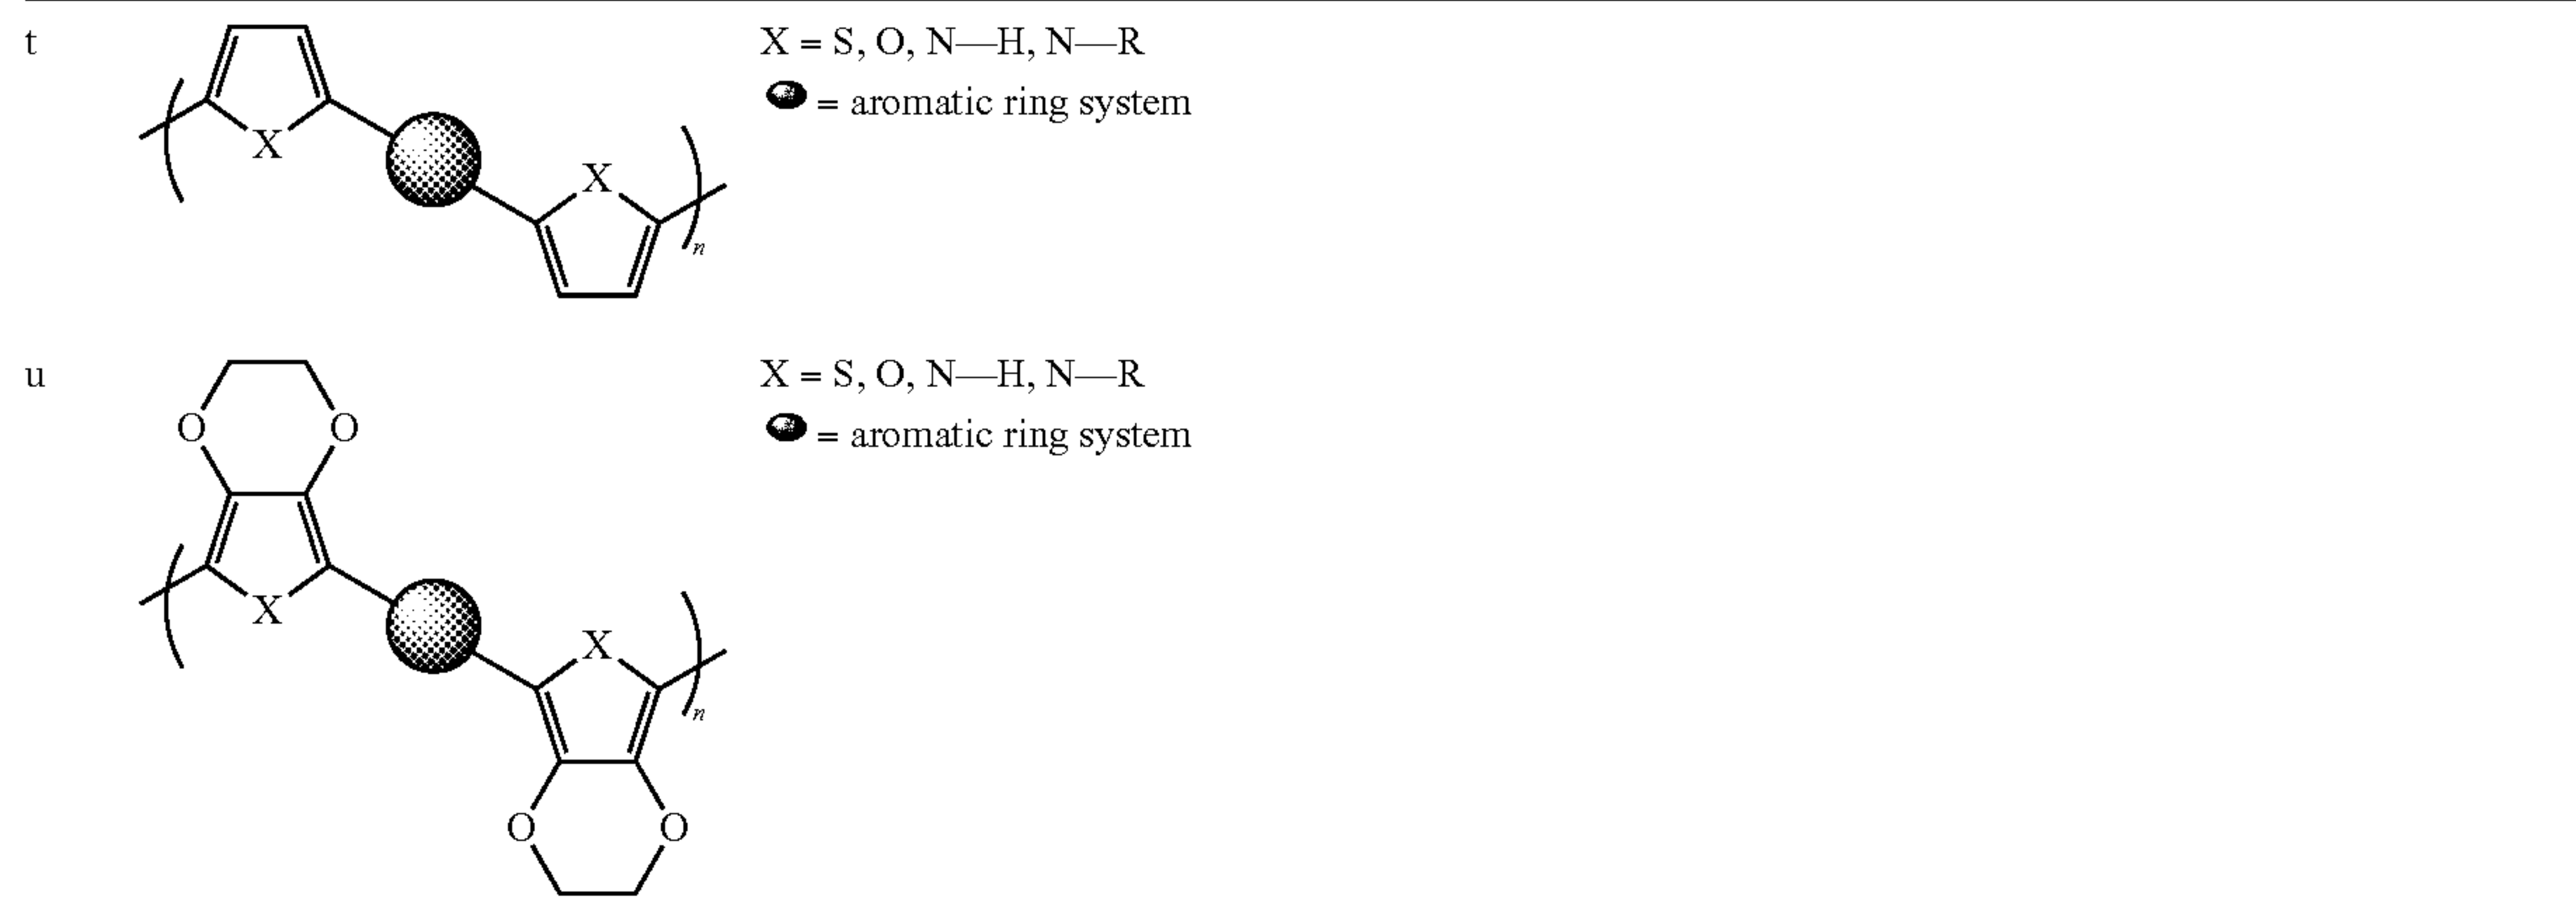 t
X = S, O, N—H, N—R
= aromatic ring system
X
X
n
u
X = S, O, N—H, N—R
= aromatic ring system
O O
X
X
n
O O